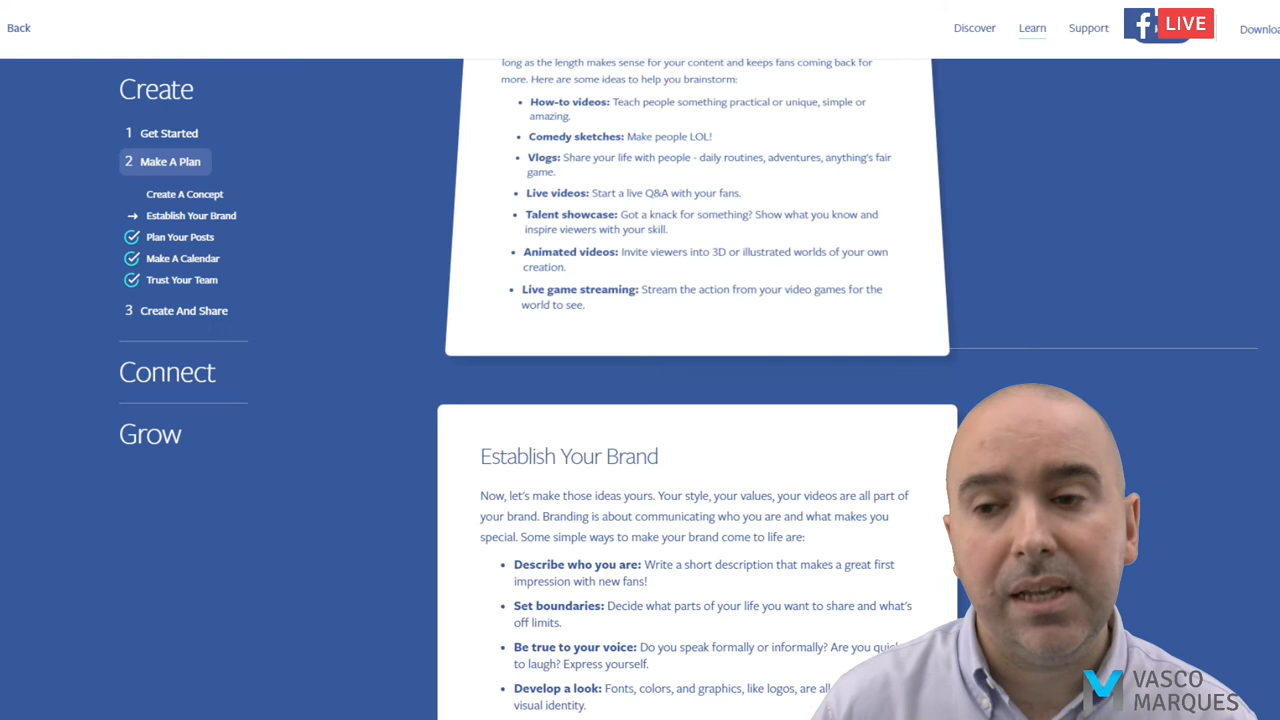 Back
Discover
Learn
Support
LIVE
Create
1 Get Started
2 Make A Plan
Create A Concept
Establish Your Brand
Plan Your Posts
Make A Calendar
Trust Your Team
3 Create And Share
Connect
Grow
long as the length makes sense for your content and keeps fans coming back for
more. Here are some ideas to help you brainstorm:
• How-to videos: Teach people something practical or unique, simple or
amazing.
• Comedy sketches: Make people LOL!
• Vlogs: Share your life with people - daily routines, adventures, anything's fair
game.
• Live videos: Start a live Q&A with your fans.
• Talent showcase: Got a knack for something? Show what you know and
inspire viewers with your skill.
• Animated videos: Invite viewers into 3D or illustrated worlds of your own
creation.
• Live game streaming: Stream the action from your video games for the
world to see.
Establish Your Brand
Now, let's make those ideas yours. Your style, your values, your videos are all part of
your brand. Branding is about communicating who you are and what makes you
special. Some simple ways to make your brand come to life are:
• Describe who you are: Write a short description that makes a great first
impression with new fans!
• Set boundaries: Decide what parts of your life you want to share and what's
off limits.
• Be true to your voice: Do you speak formally or informally? Are you
to laugh? Express yourself.
• Develop a look: Fonts, colors, and graphics, like logos, are all
visual identity.
VASCO
MARQUES